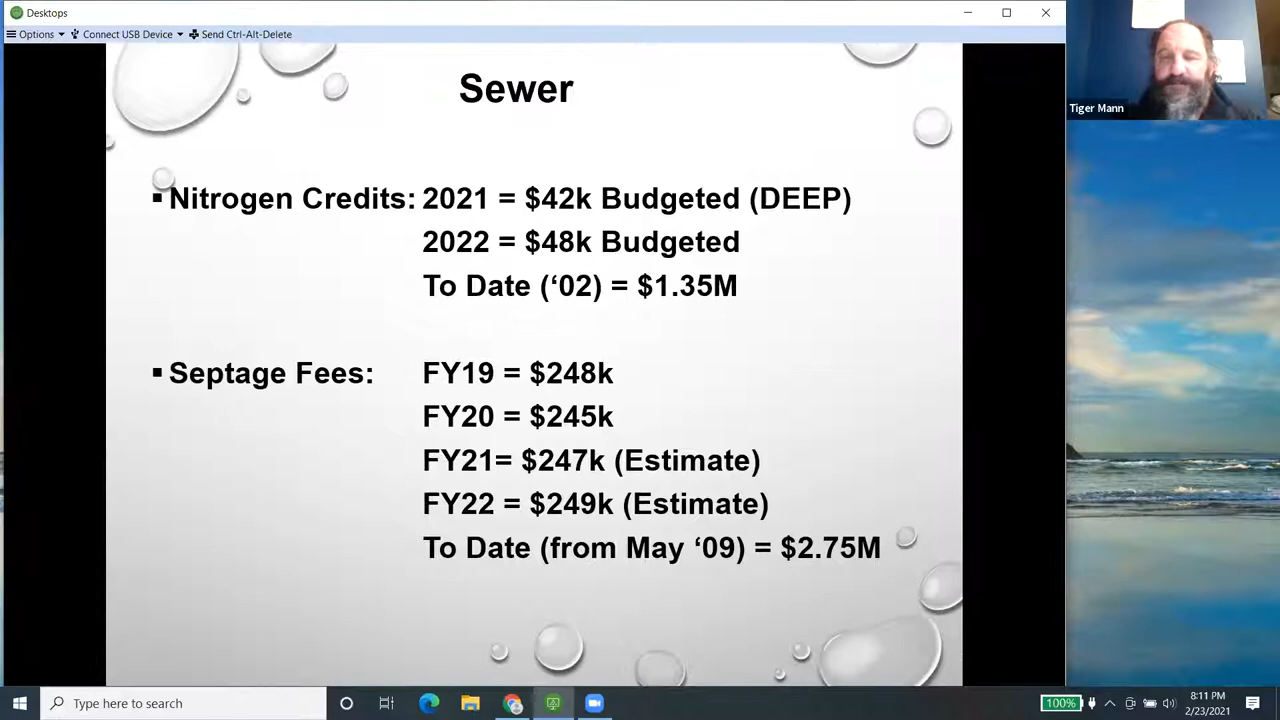 Desktops
Options Connect USB Device Send Ctrl-Alt-Delete
Tiger Mann
Sewer
▪ Nitrogen Credits: 2021 = $42k Budgeted (DEEP)
2022 = $48k Budgeted
To Date (‘02) = $1.35M
▪ Septage Fees: FY19 = $248k
FY20 = $245k
FY21= $247k (Estimate)
FY22 = $249k (Estimate)
To Date (from May ‘09) = $2.75M
Type here to search
100%
8:11 PM
2/23/2021